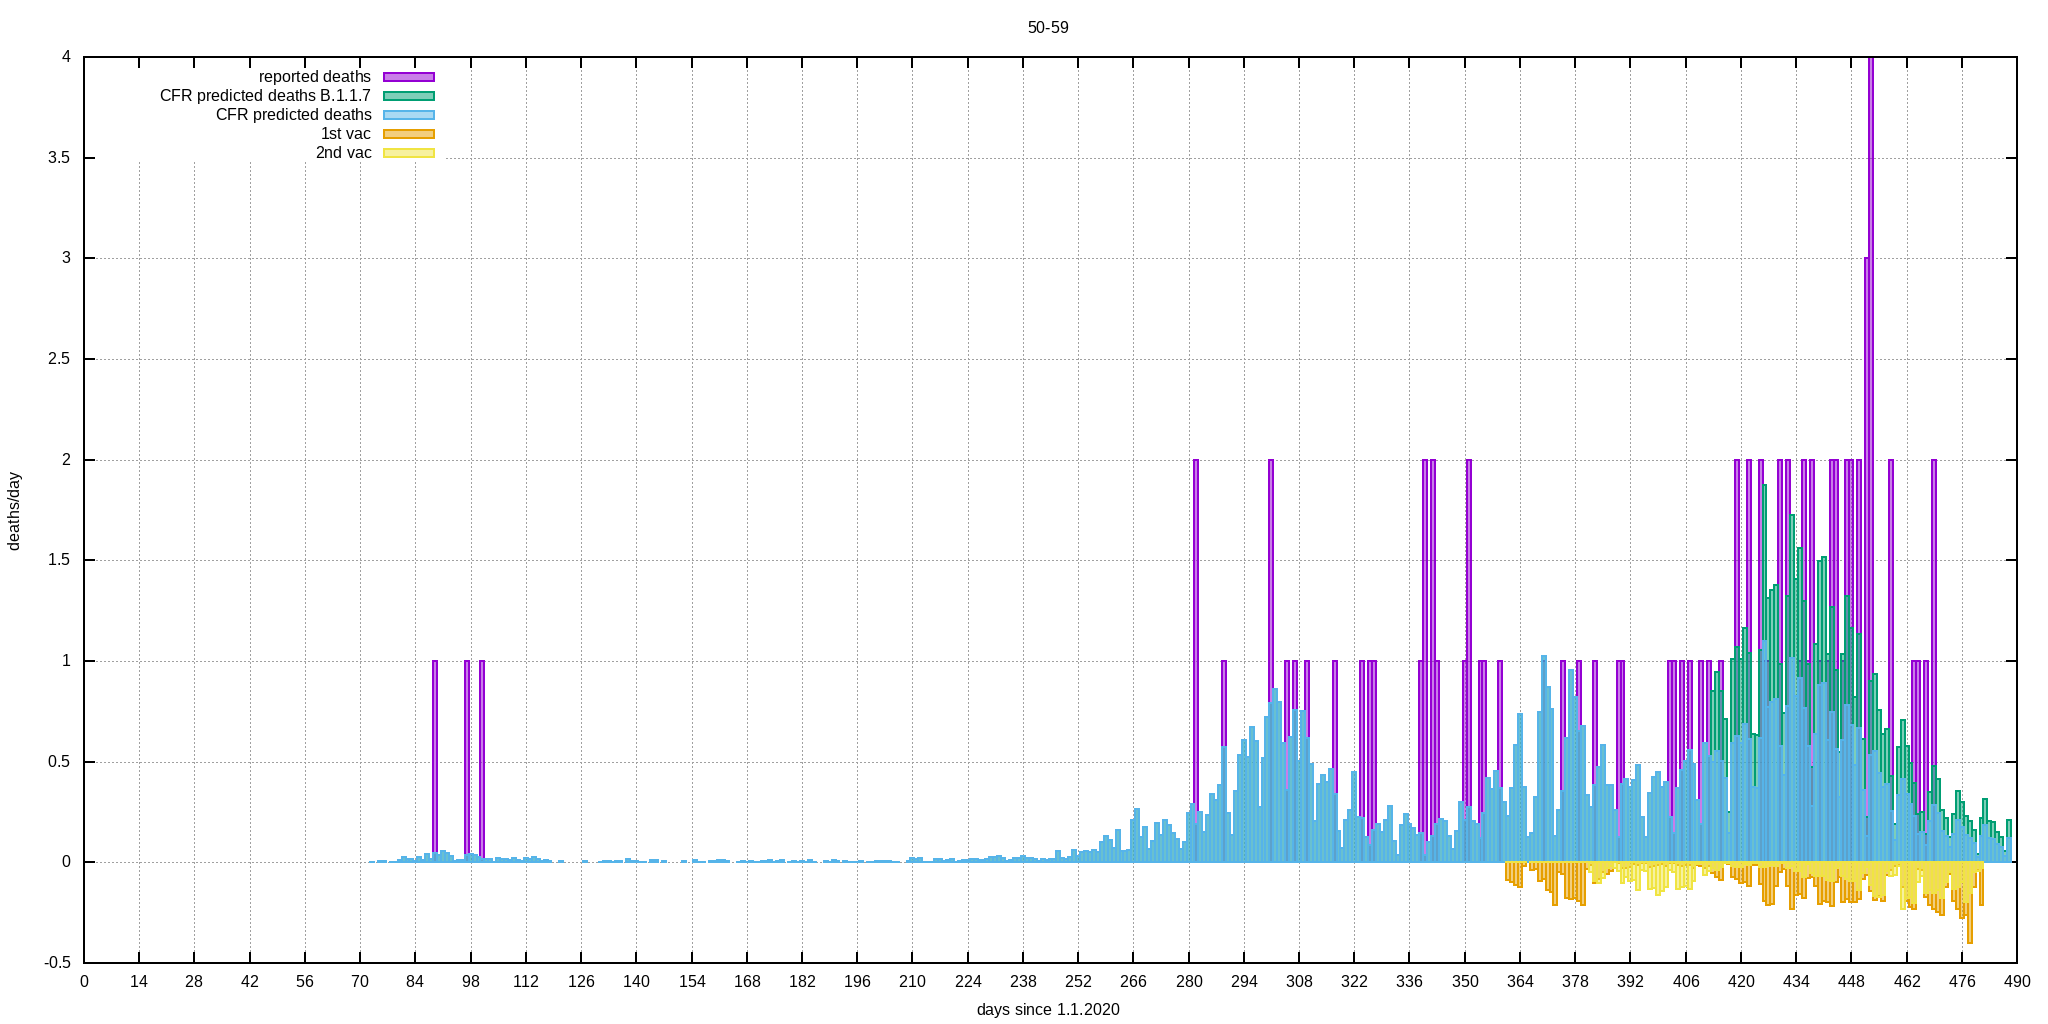 50-59
reported deaths
CFR predicted deaths B.1.1.7
CFR predicted deaths
1st vac
2nd vac
4
3.5
3
2.5
2
1.5
1
0.5
0
-0.5
deaths/day
0 14 28 42 56 70 84 98 112 126 140 154 168 182 196 210 224 238 252 266 280 294 308 322 336 350 364 378 392 406 420 434 448 462 476 490
days since 1.1.2020